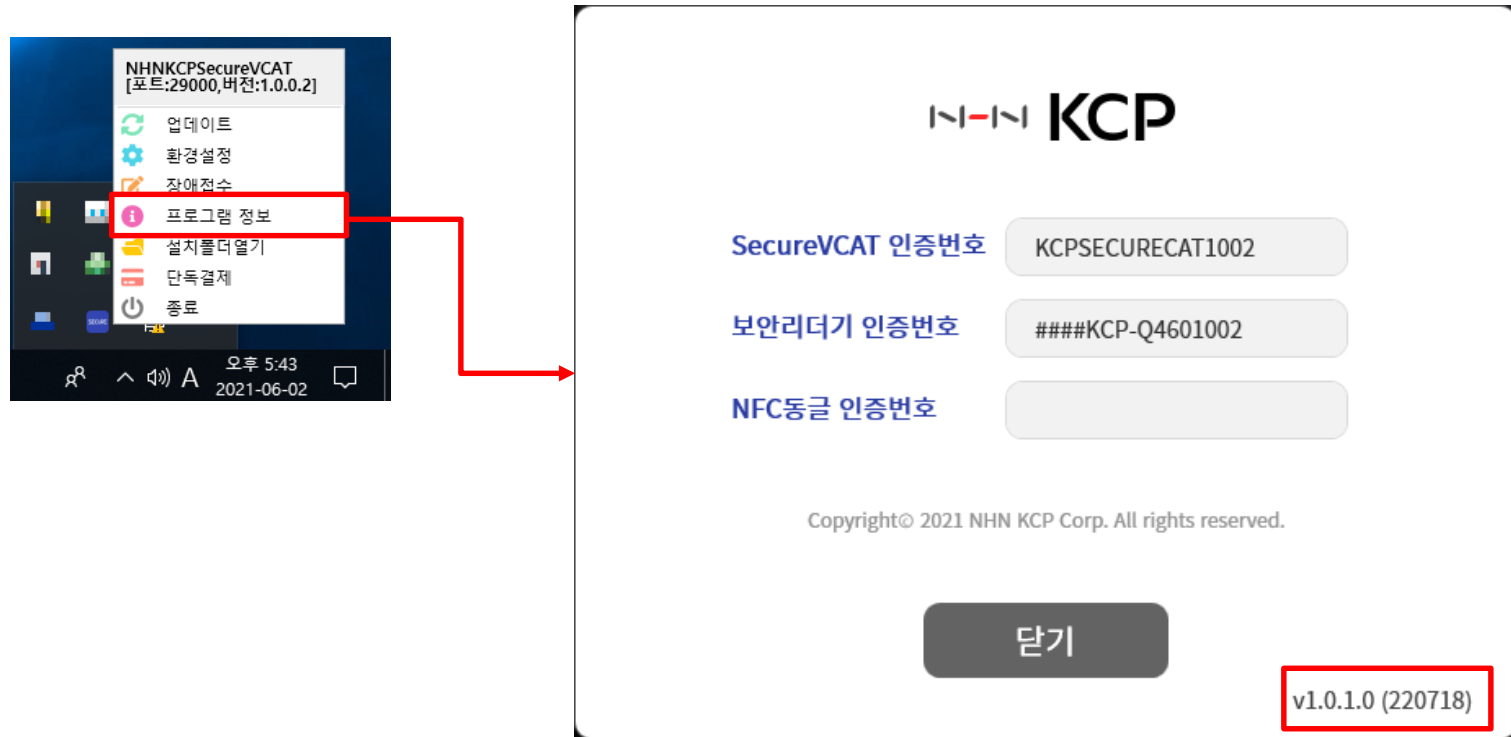 NHNKCPSecureVCAT
[포트:29000,버전:1.0.0.2]
업데이트
환경설정
장애접수
프로그램 정보
설치폴더열기
단독결제
종료
SECURE
A
오후 5:43
2021-06-02
NHN KCP
SecureVCAT 인증번호
KCPSECURECAT1002
보안리더기 인증번호
####KCP-Q4601002
NFC동글 인증번호
Copyright© 2021 NHN KCP Corp. All rights reserved.
닫기
v1.0.1.0 (220718)